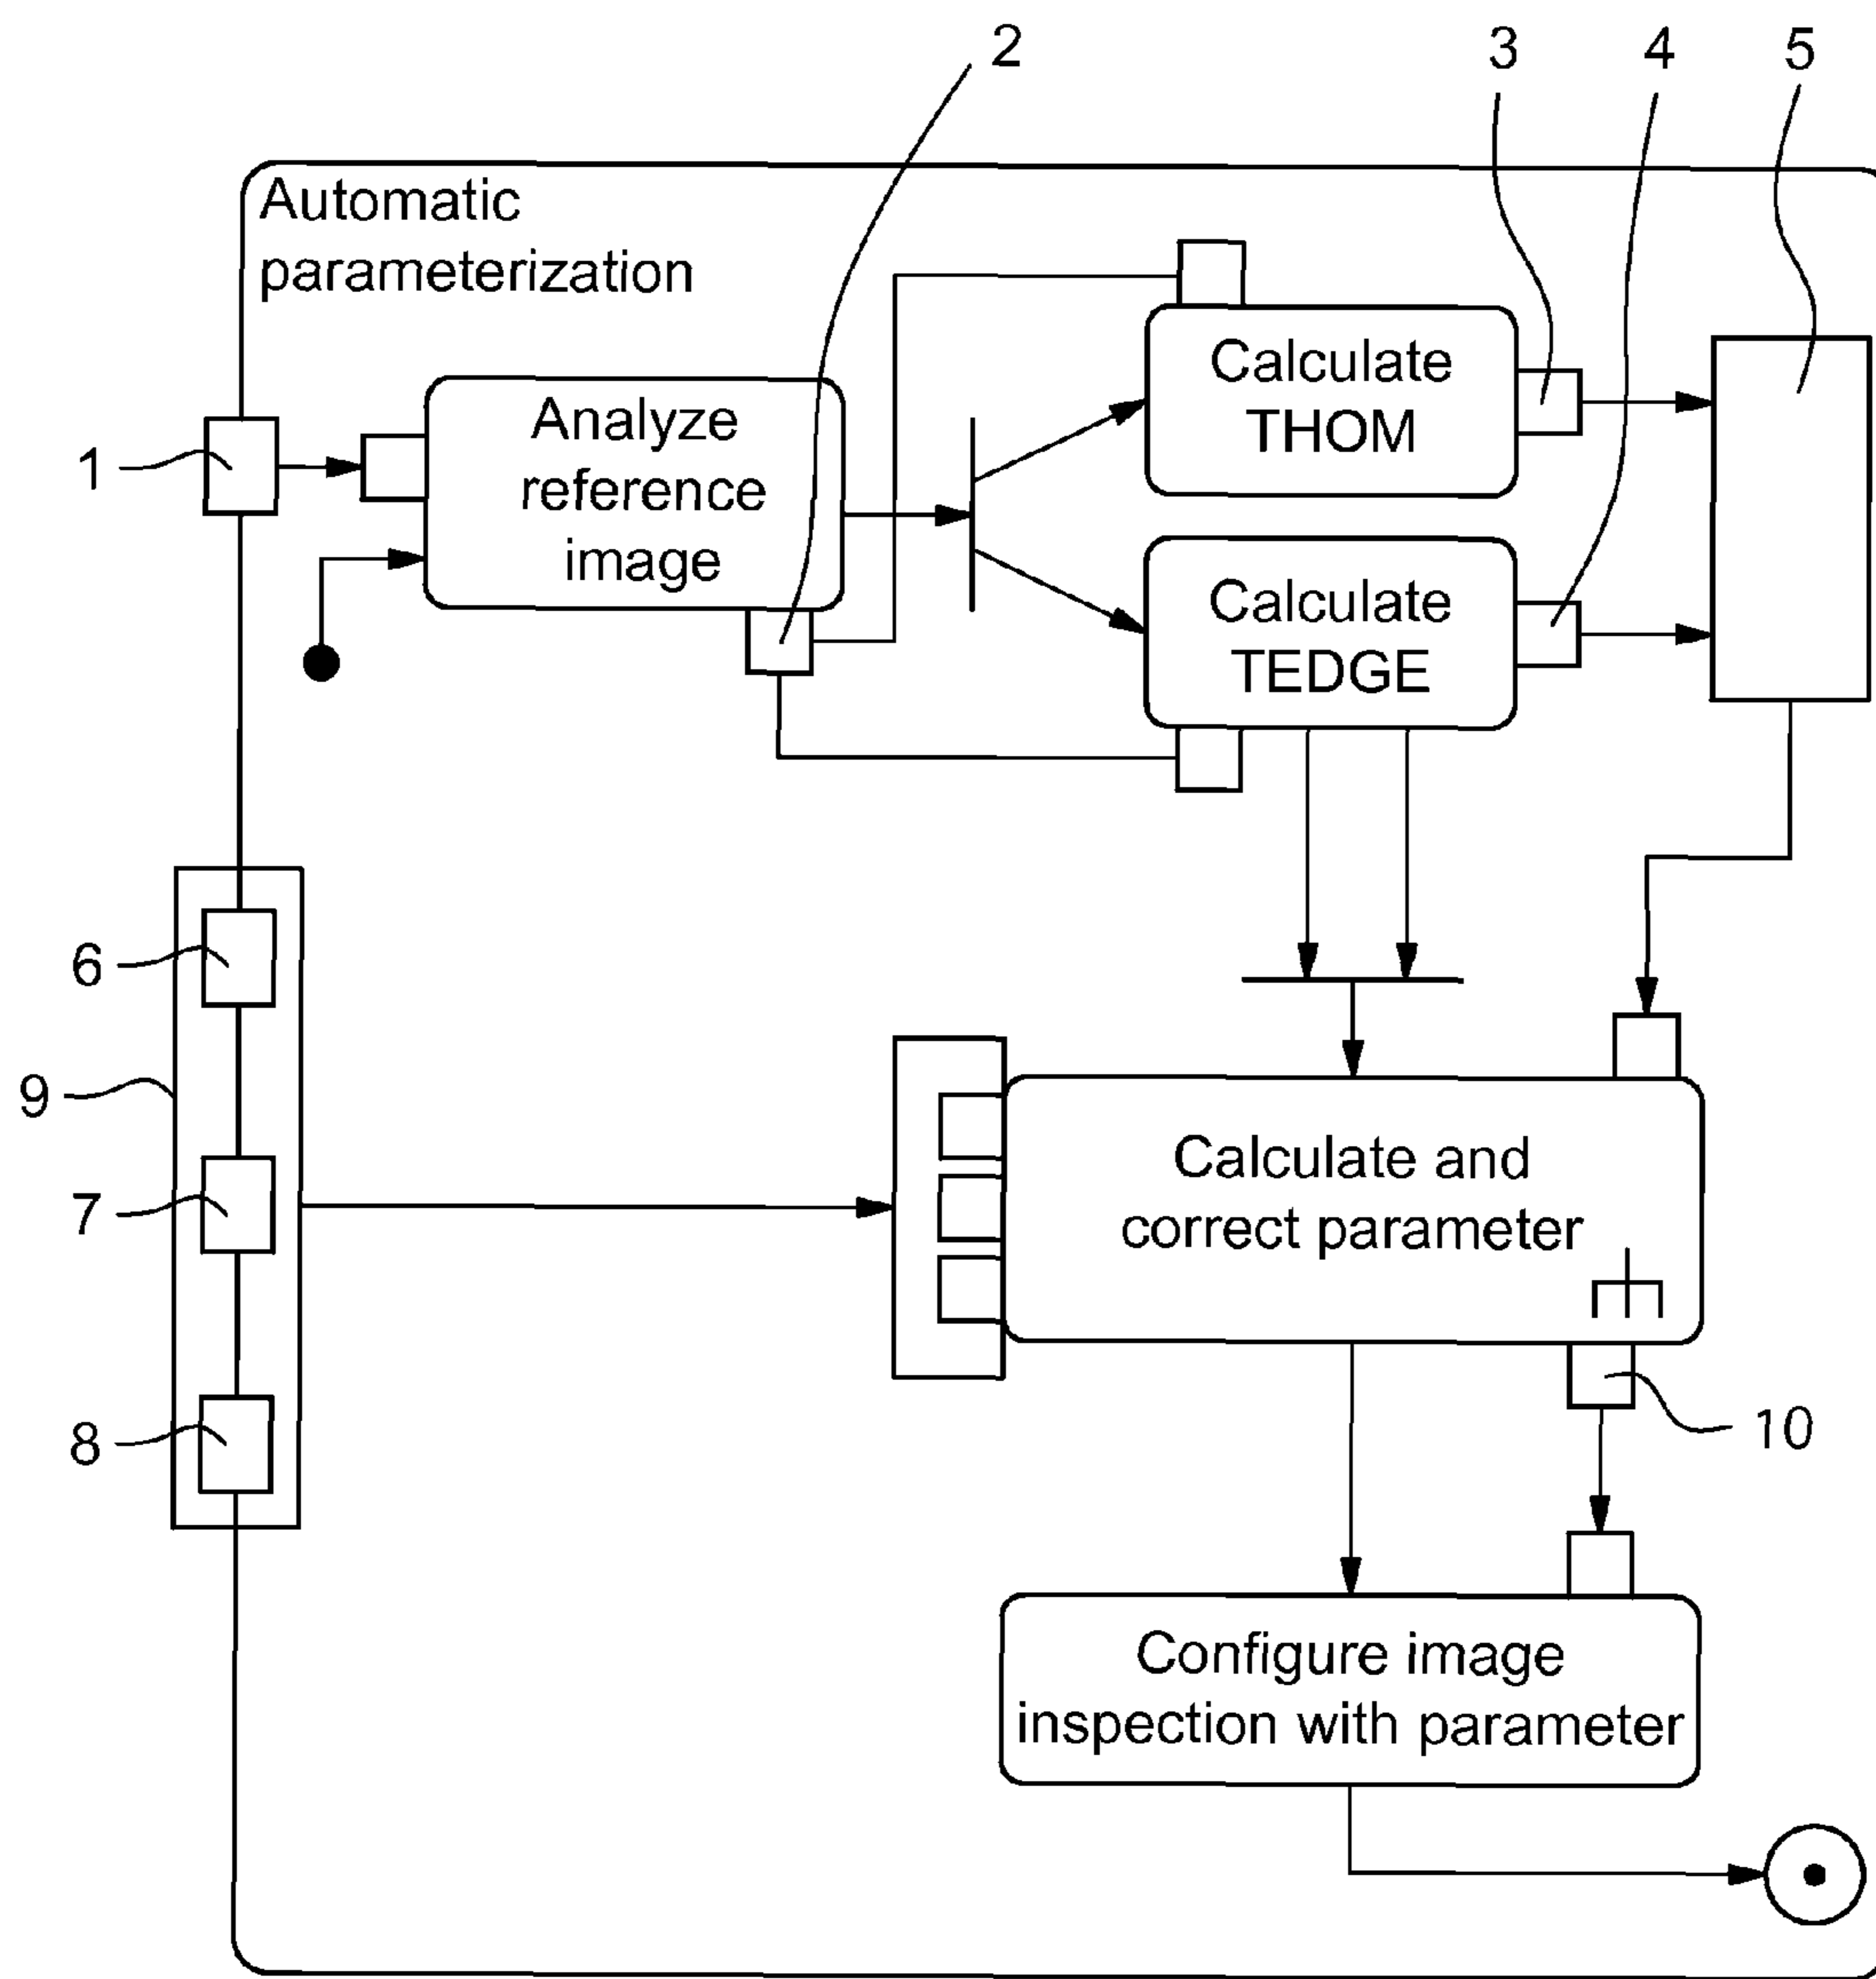 2
3
4
5
Automatic
parameterization
1
Analyze
reference
image
Calculate
THOM
Calculate
TEDGE
6
9
7
8
Calculate and
correct parameter
10
Configure image
inspection with parameter